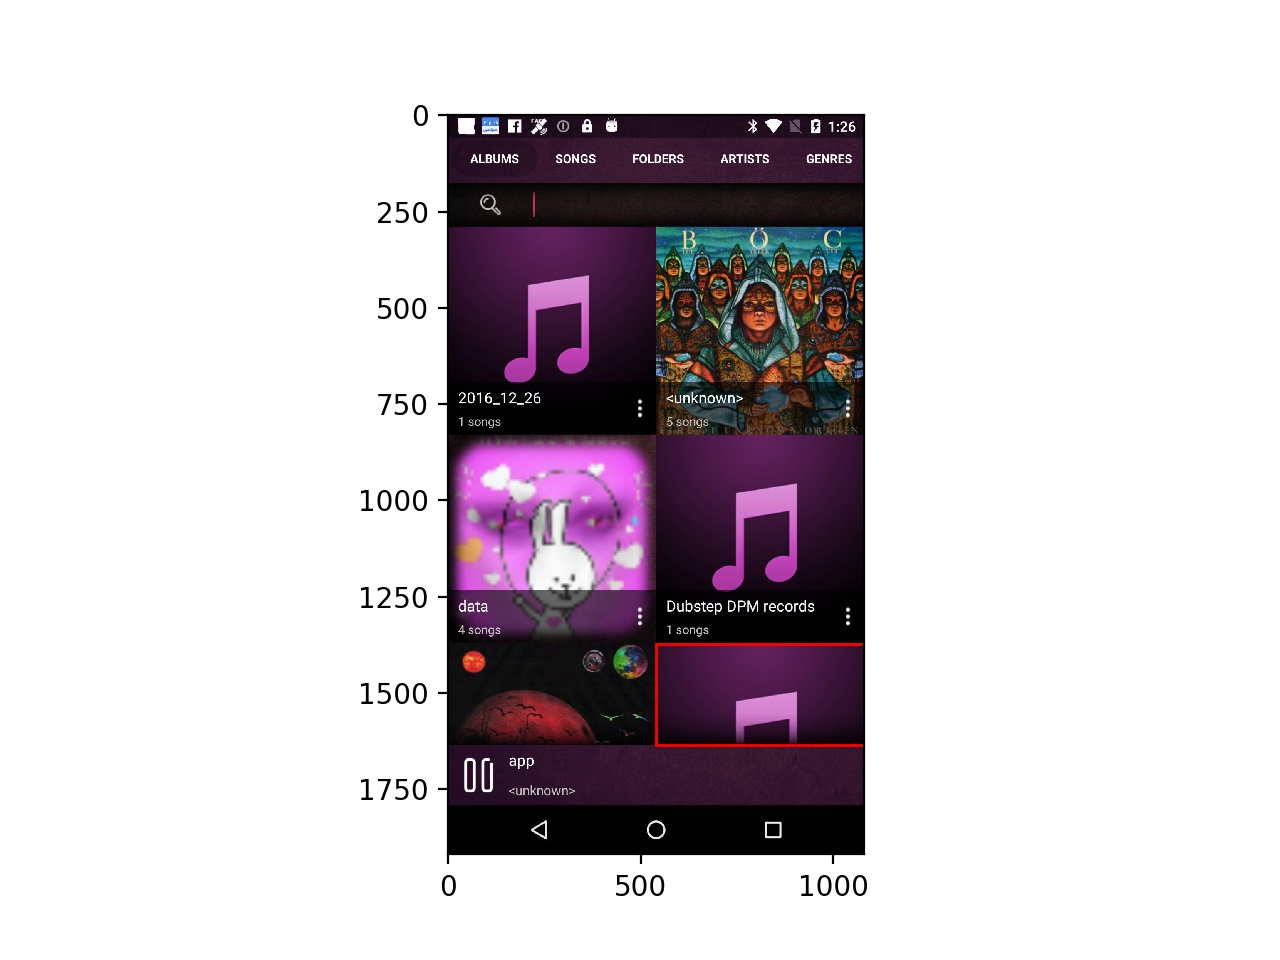 0
250
500
750
1000
1250
1500
1750
1:26
ALBUMS SONGS FOLDERS ARTISTS GENRES
B Ö C
2016_12_26
1 songs
<unknown>
5 songs
data
4 songs
Dubstep DPM records
1 songs
app
<unknown>
0 500 1000